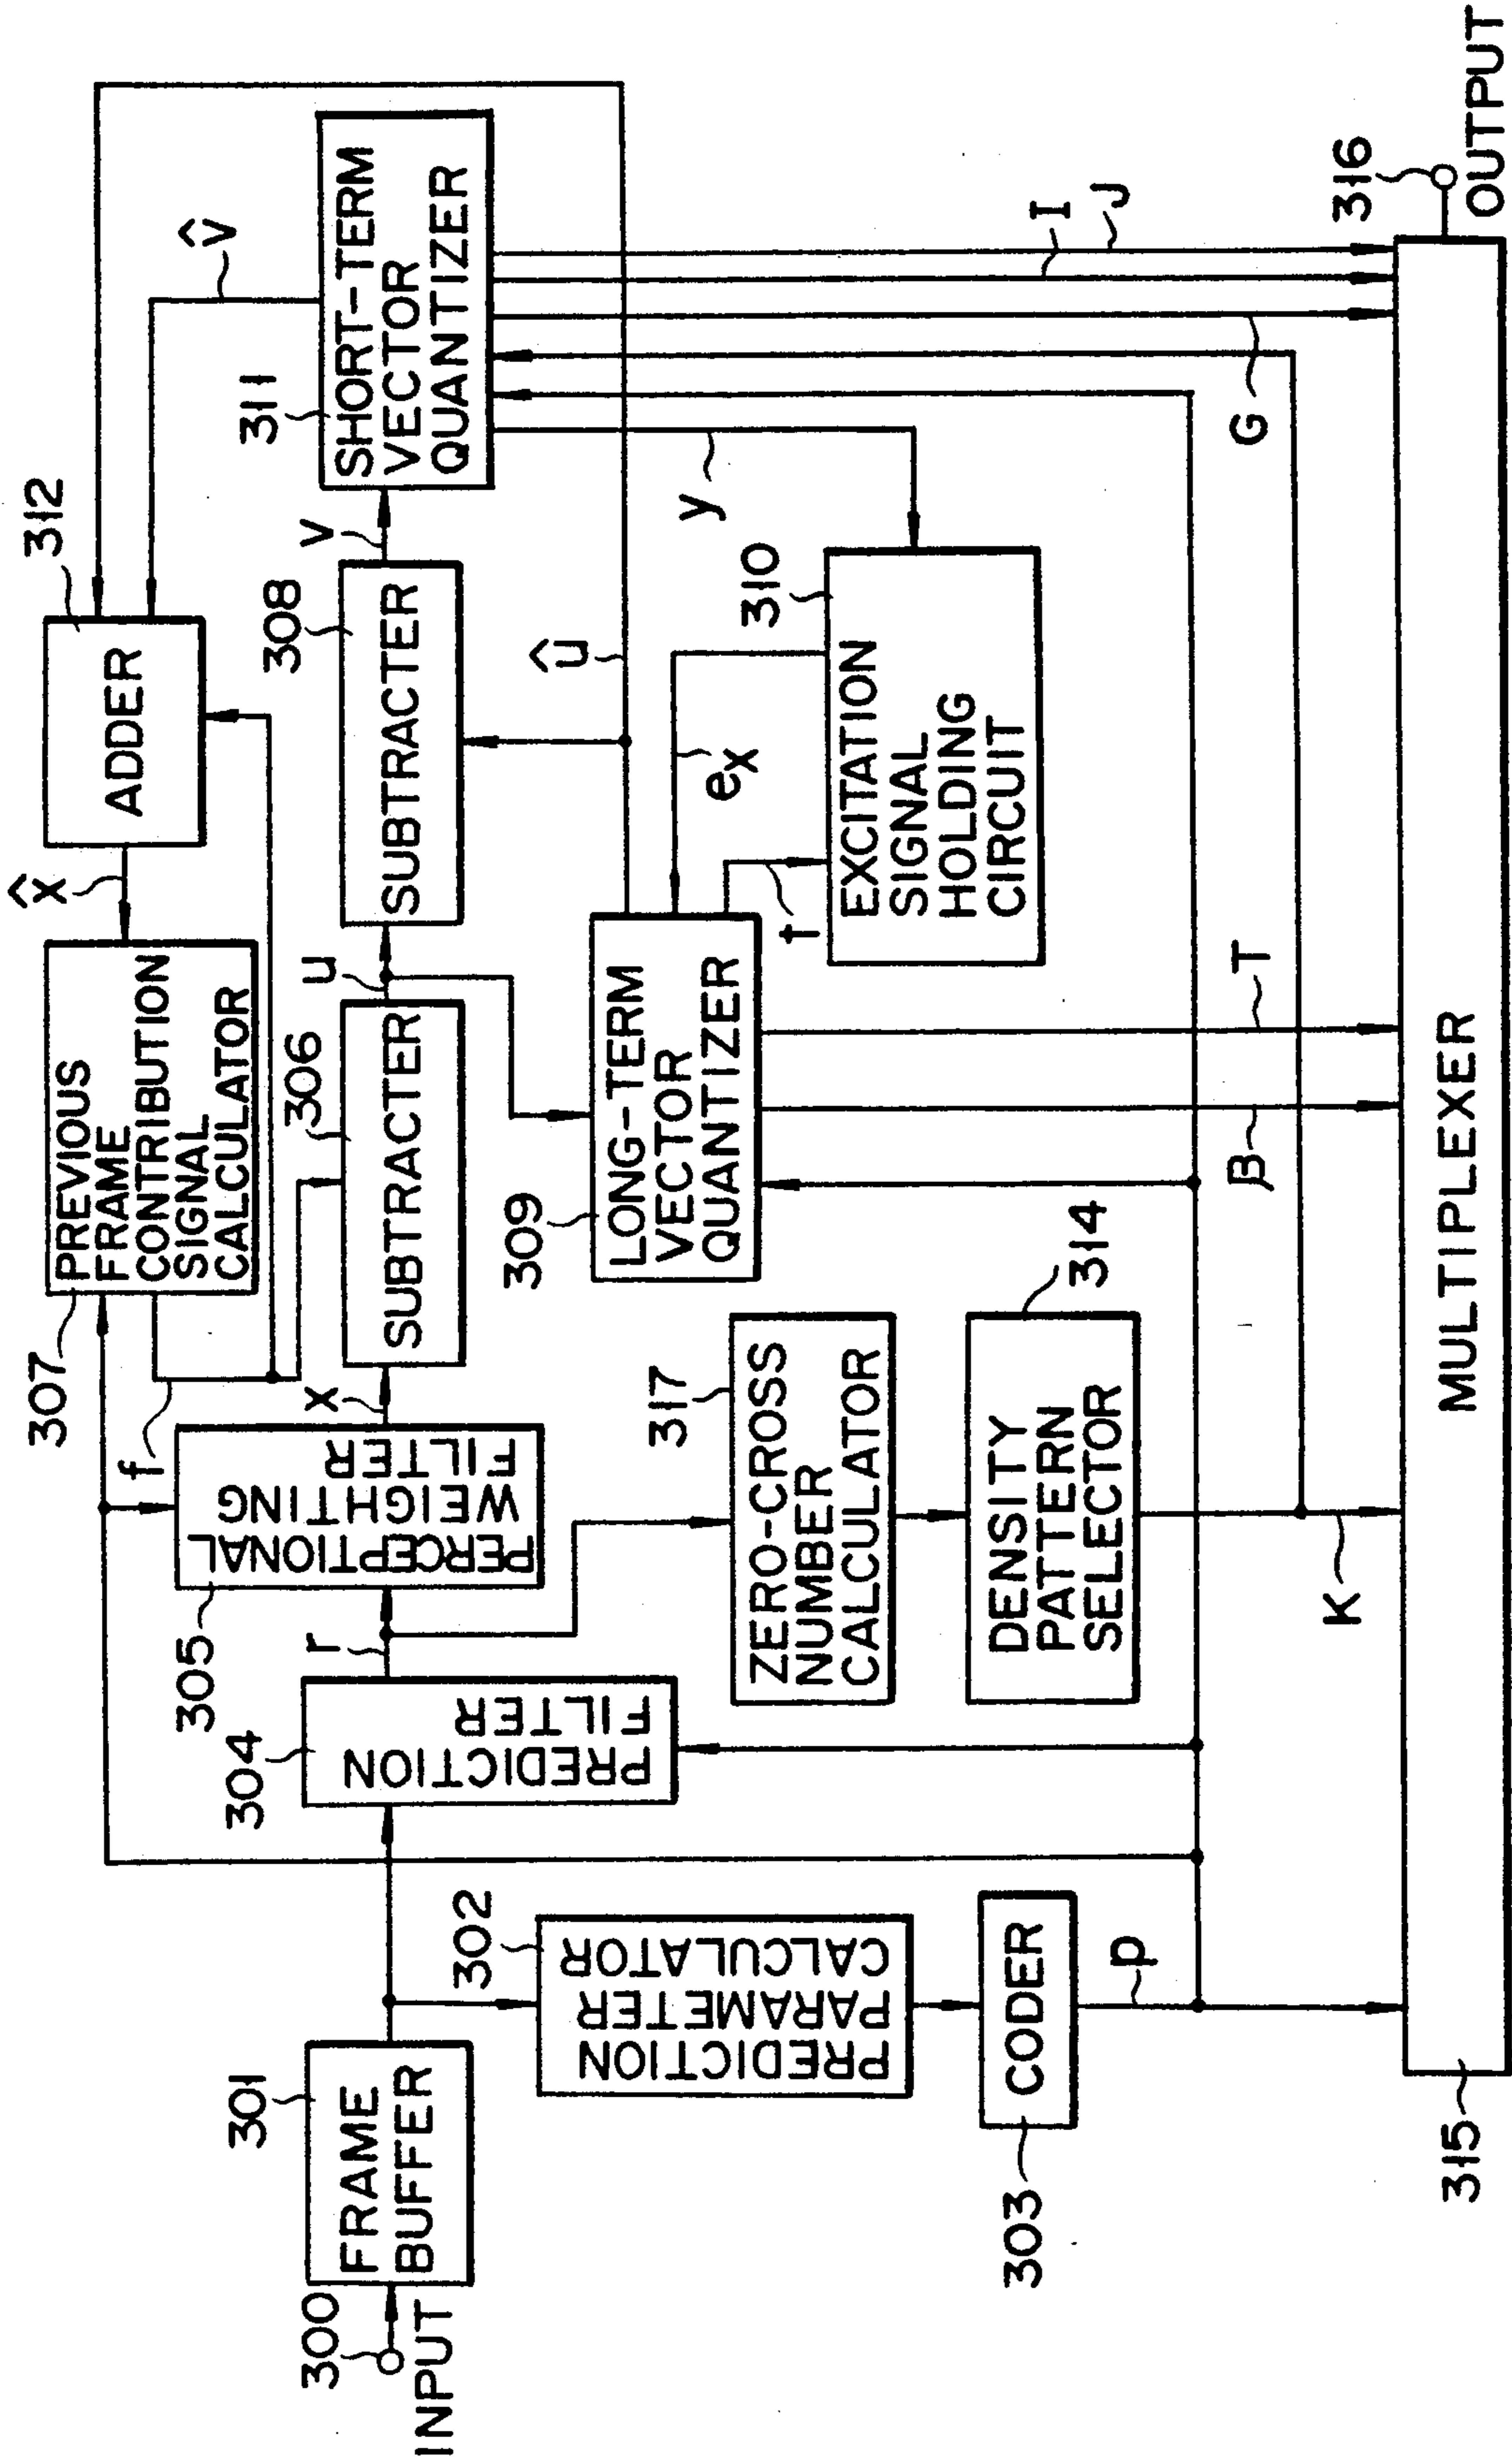 300
INPUT
301
FRAME
BUFFER
302
PREDICTION
PARAMETER
CALCULATOR
303
CODER
p
304
PREDICTION
FILTER
r
305
PERCEPTIONAL
WEIGHTING
FILTER
x
f
307
PREVIOUS
FRAME
CONTRIBUTION
SIGNAL
CALCULATOR
x̂
312
ADDER
306
SUBTRACTER
u
308
SUBTRACTER
v
311
SHORT-TERM
VECTOR
QUANTIZER
v̂
û
309
LONG-TERM
VECTOR
QUANTIZER
ex
t
310
EXCITATION
SIGNAL
HOLDING
CIRCUIT
y
317
ZERO-CROSS
NUMBER
CALCULATOR
314
DENSITY
PATTERN
SELECTOR
K
β
T
G
I
J
315
MULTIPLEXER
316
OUTPUT